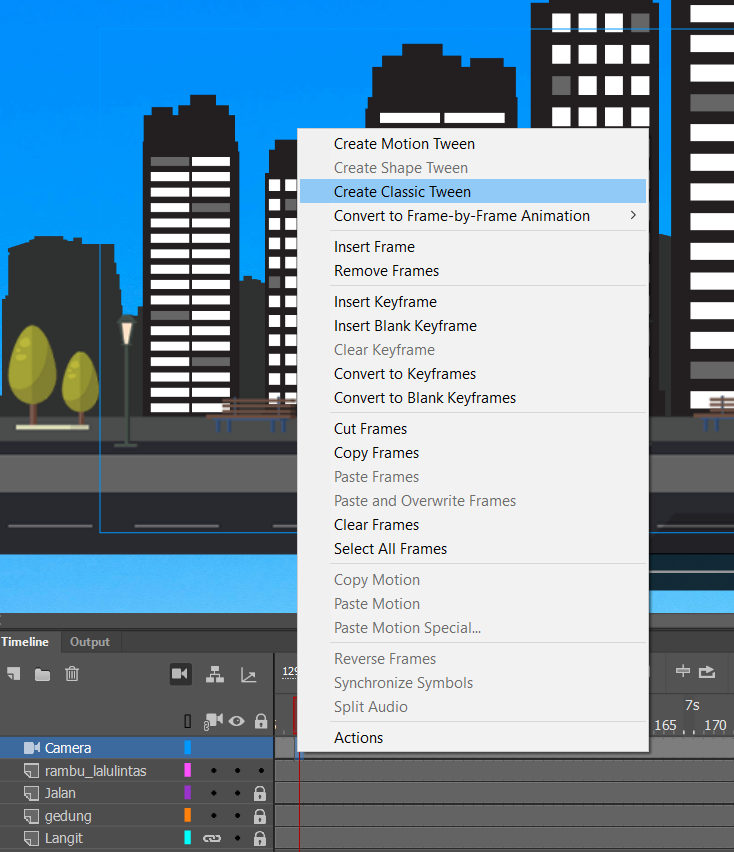 Create Motion Tween
Create Shape Tween
Create Classic Tween
Convert to Frame-by-Frame Animation
Insert Frame
Remove Frames
Insert Keyframe
Insert Blank Keyframe
Clear Keyframe
Convert to Keyframes
Convert to Blank Keyframes
Cut Frames
Copy Frames
Paste Frames
Paste and Overwrite Frames
Clear Frames
Select All Frames
Copy Motion
Paste Motion
Paste Motion Special...
Reverse Frames
Synchronize Symbols
Split Audio
Actions
Timeline Output
7s
165 170
Camera
rambu_lalulintas
Jalan
gedung
Langit